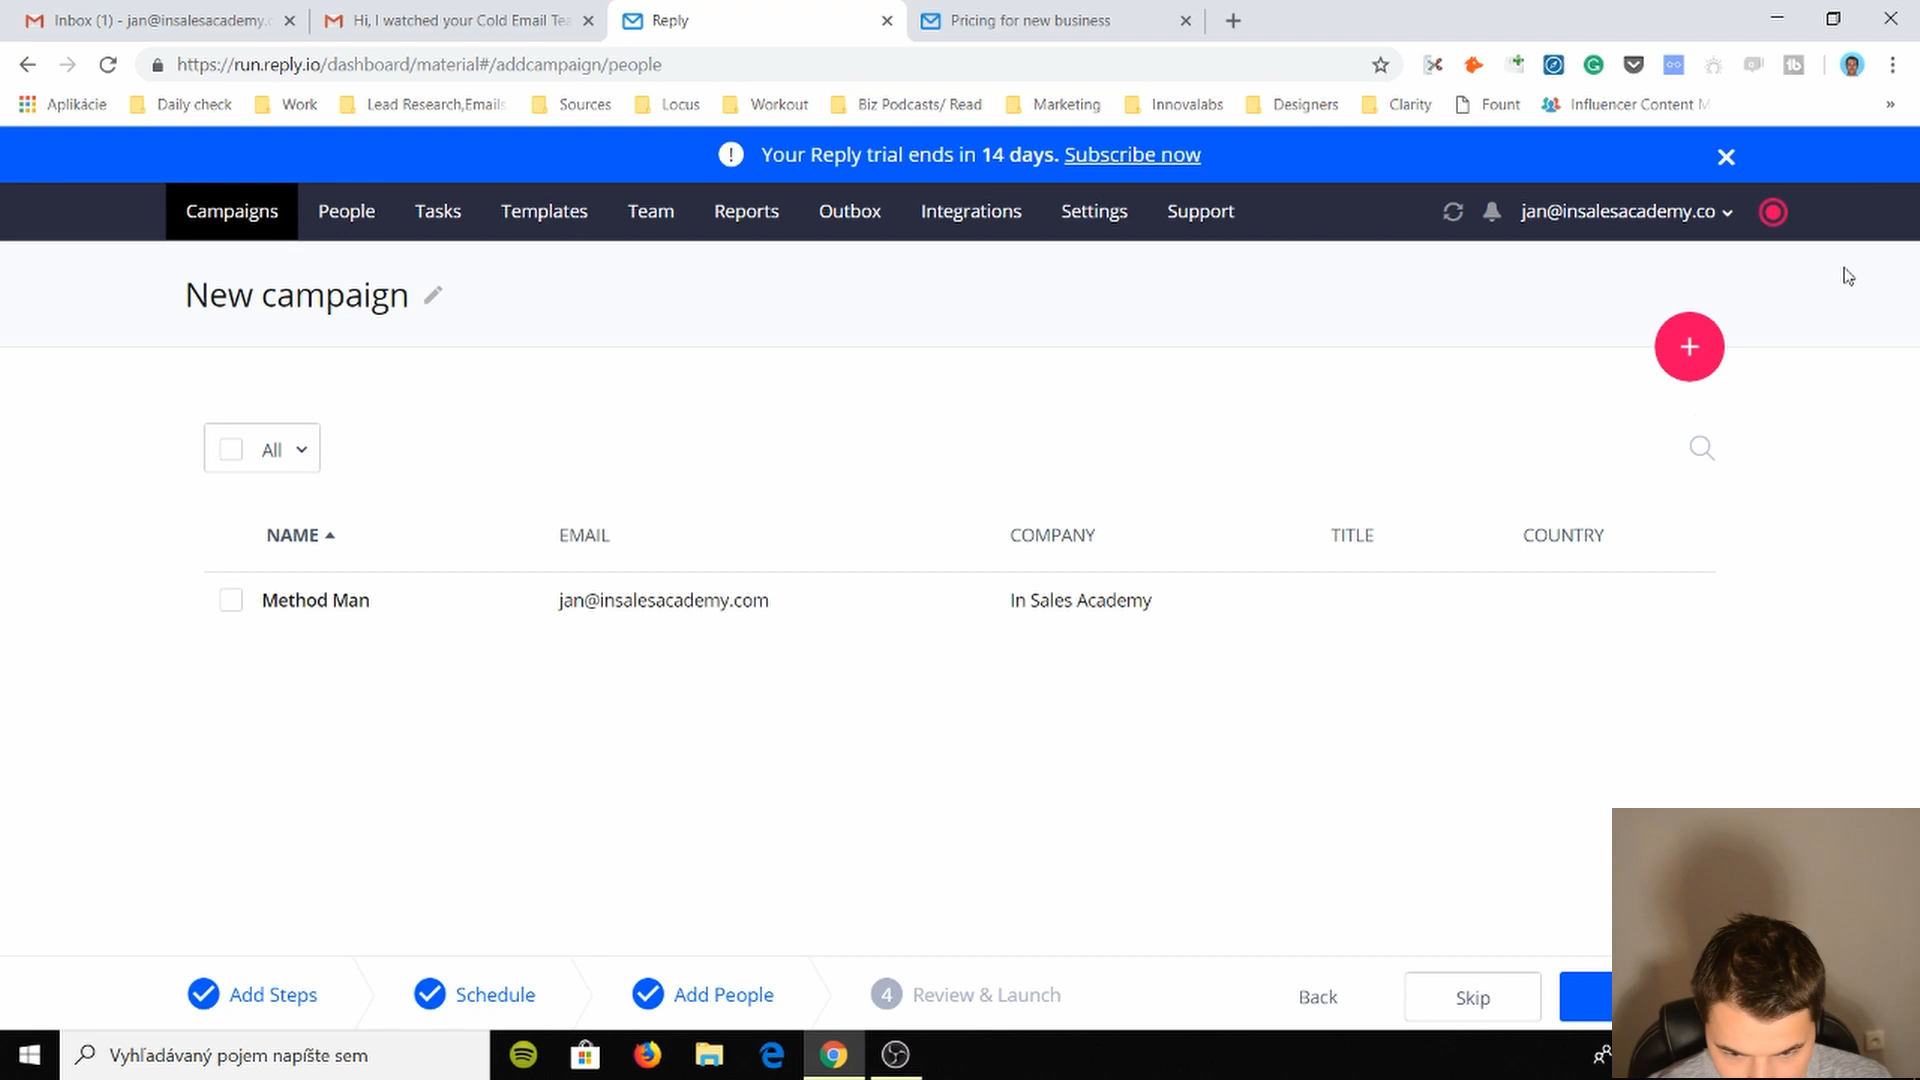 Inbox (1) - jan@insalesacademy.
Hi, I watched your Cold Email Te
Reply
Pricing for new business
https://run.reply.io/dashboard/material#/addcampaign/people
Aplikácie
Daily check
Work
Lead Research,Emails
Sources
Locus
Workout
Biz Podcasts/ Read
Marketing
Innovalabs
Designers
Clarity
Fount
Influencer Content M
»
Your Reply trial ends in 14 days. Subscribe now
Campaigns
People
Tasks
Templates
Team
Reports
Outbox
Integrations
Settings
Support
jan@insalesacademy.co
New campaign
+
All
NAME
EMAIL
COMPANY
TITLE
COUNTRY
Method Man
jan@insalesacademy.com
In Sales Academy
Add Steps
Schedule
Add People
4 Review & Launch
Back
Skip
Vyhľadávaný pojem napíšte sem